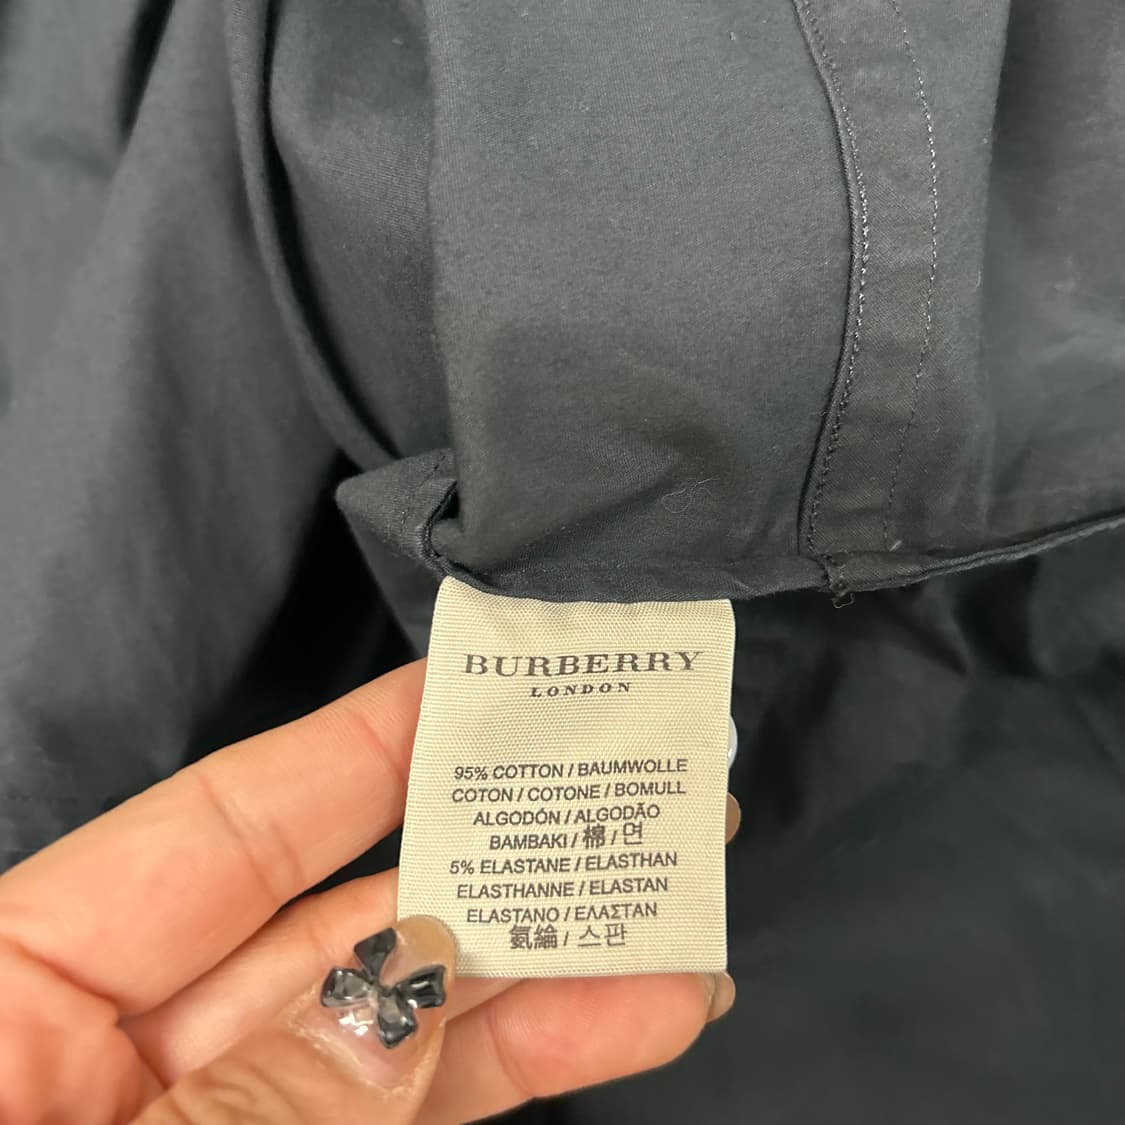 BURBERRY
LONDON
95% COTTON / BAUMWOLLE
COTON / COTONE / BOMULL
ALGODÓN / ALGODÃO
BAMBAKI / 棉 / 면
5% ELASTANE / ELASTHAN
ELASTHANNE / ELASTAN
ELASTANO / ΕΛΑΣΤΑΝ
氨綸 / 스판